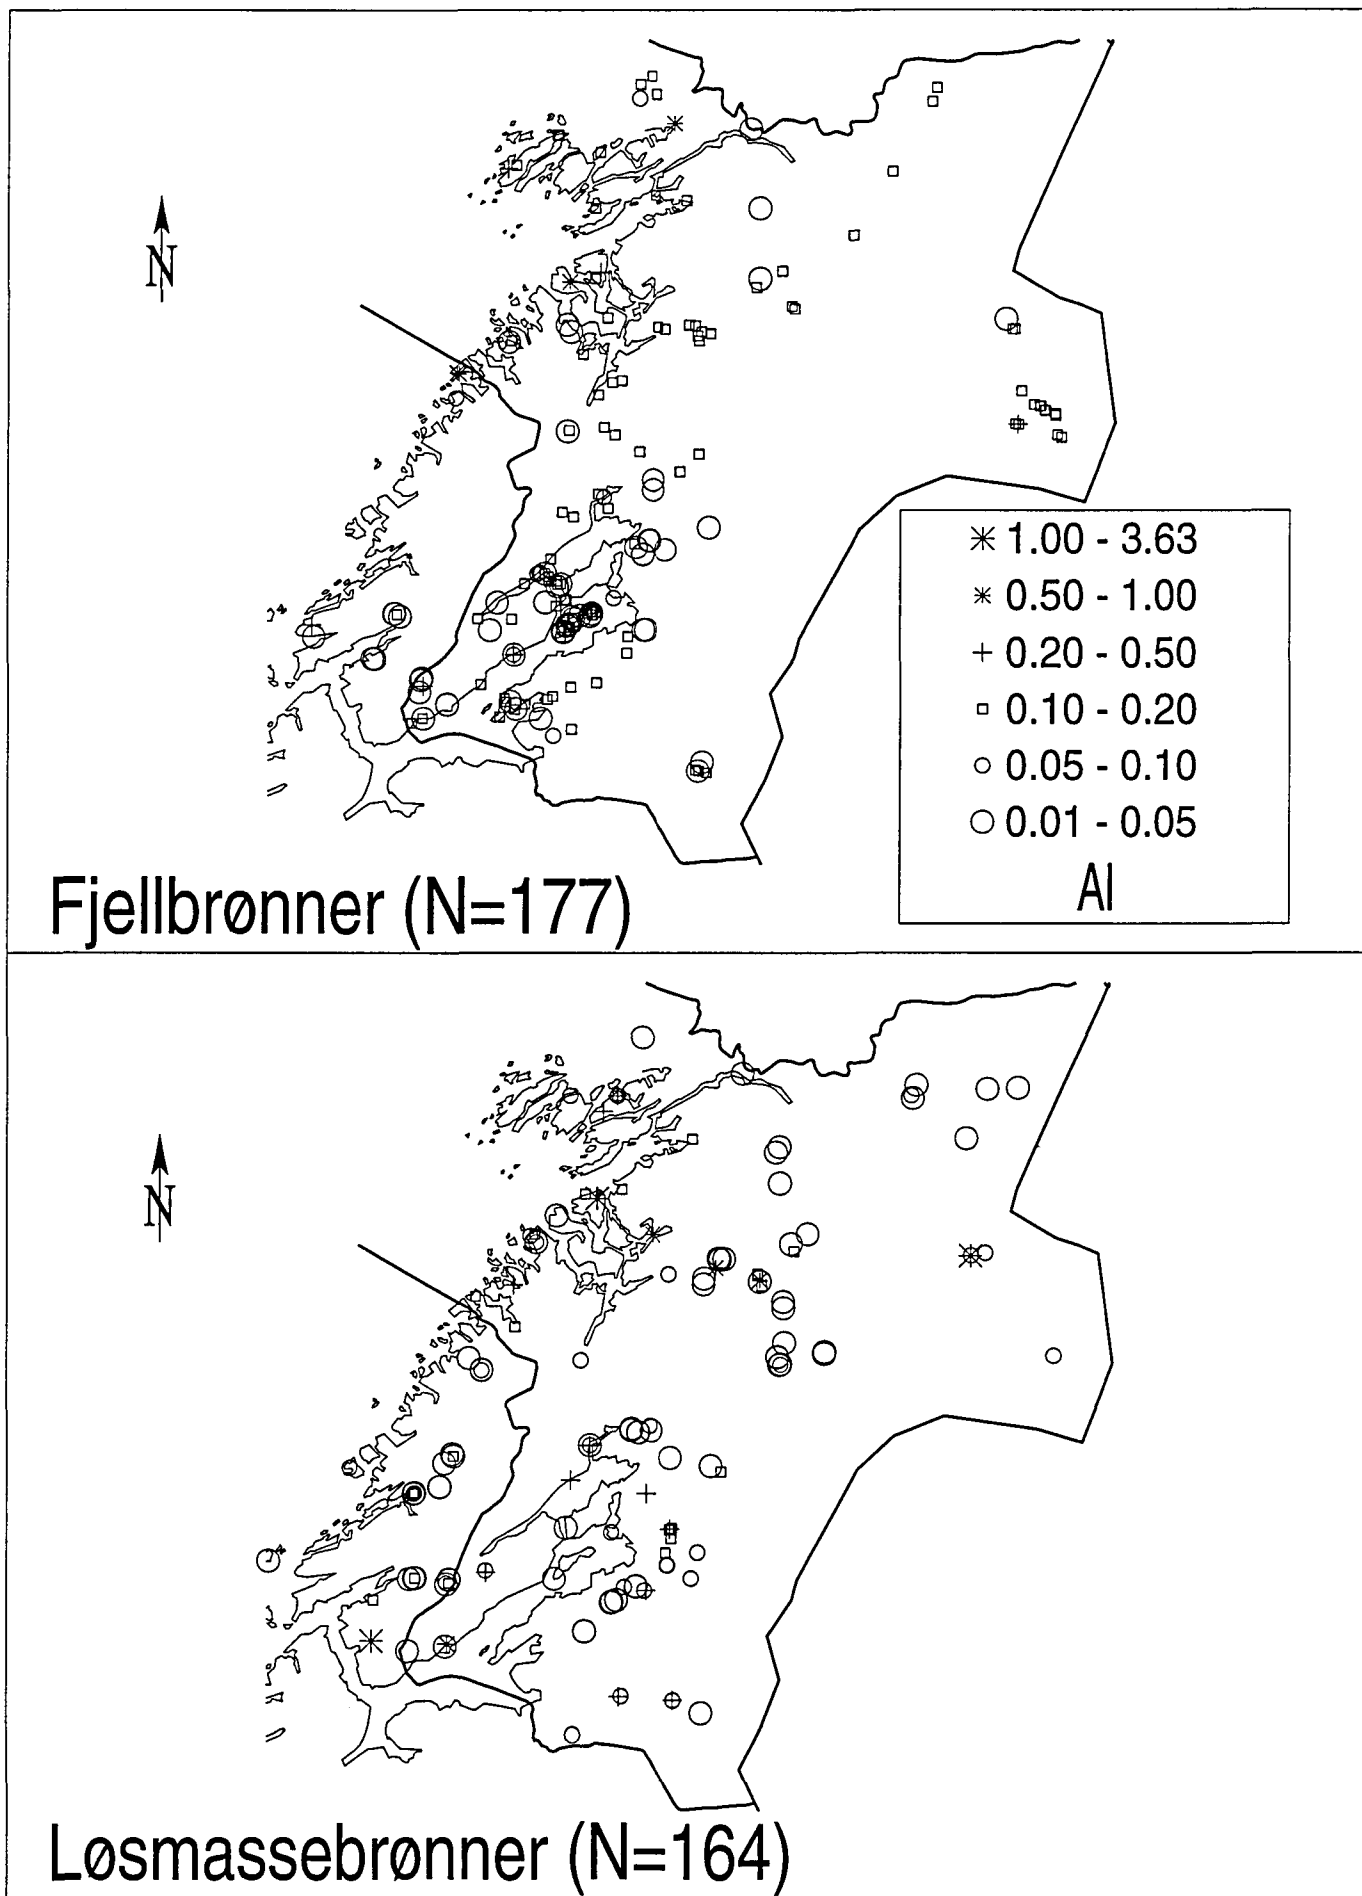 N
1.00 - 3.63
0.50 - 1.00
0.20 - 0.50
0.10 - 0.20
0.05 - 0.10
0.01 - 0.05
Al
Fjellbrønner (N=177)
N
Løsmassebrønner (N=164)